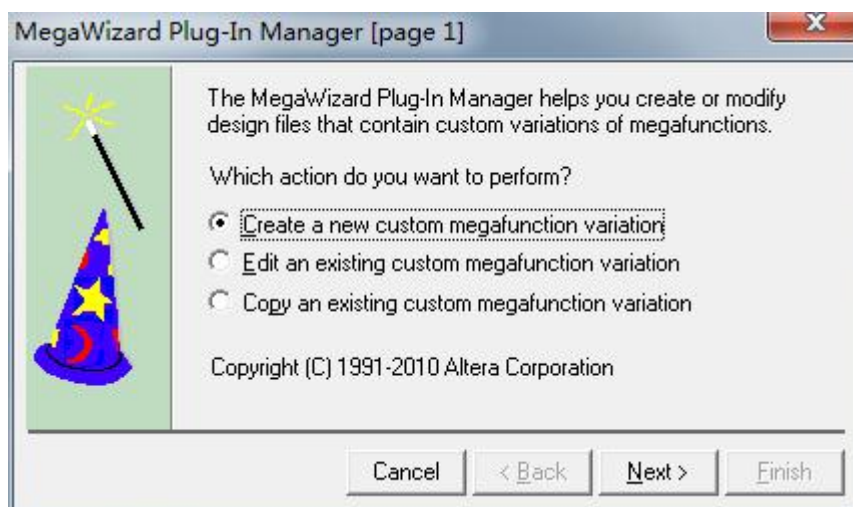 MegaWizard Plug-In Manager [page 1]
The MegaWizard Plug-In Manager helps you create or modify
design files that contain custom variations of megafunctions.
Which action do you want to perform?
Create a new custom megafunction variation
Edit an existing custom megafunction variation
Copy an existing custom megafunction variation
Copyright (C) 1991-2010 Altera Corporation
Cancel < Back Next > Finish